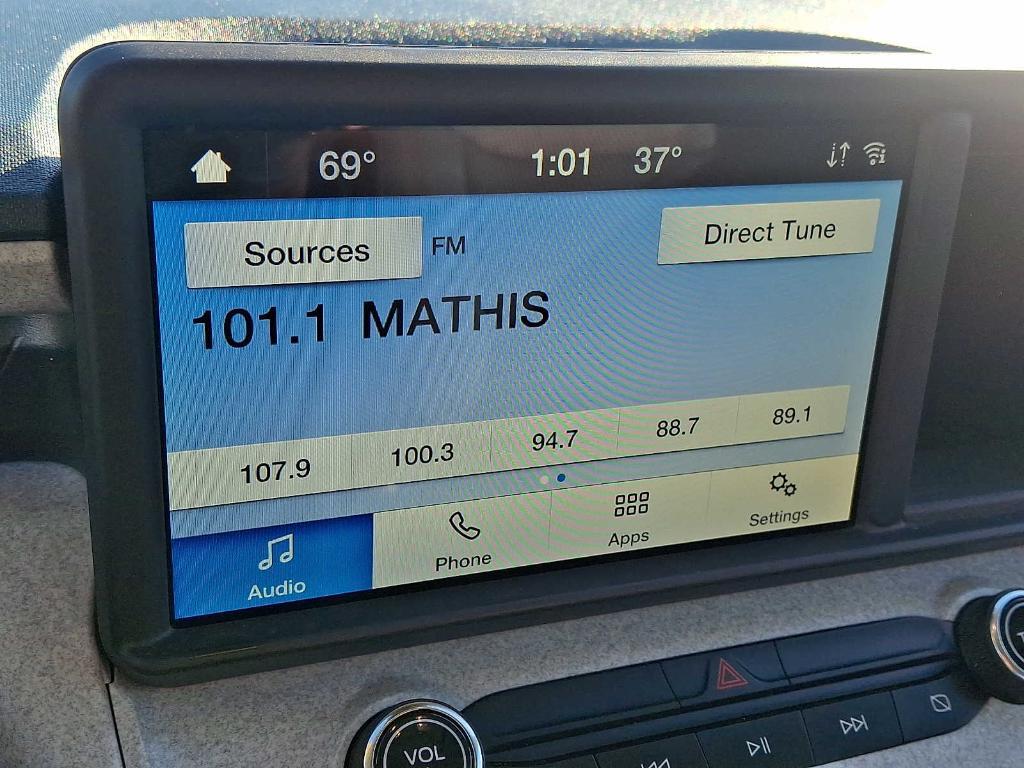 69° 1:01 37°
Sources FM Direct Tune
101.1 MATHIS
107.9 100.3 94.7 88.7 89.1
Audio Phone Apps Settings
VOL